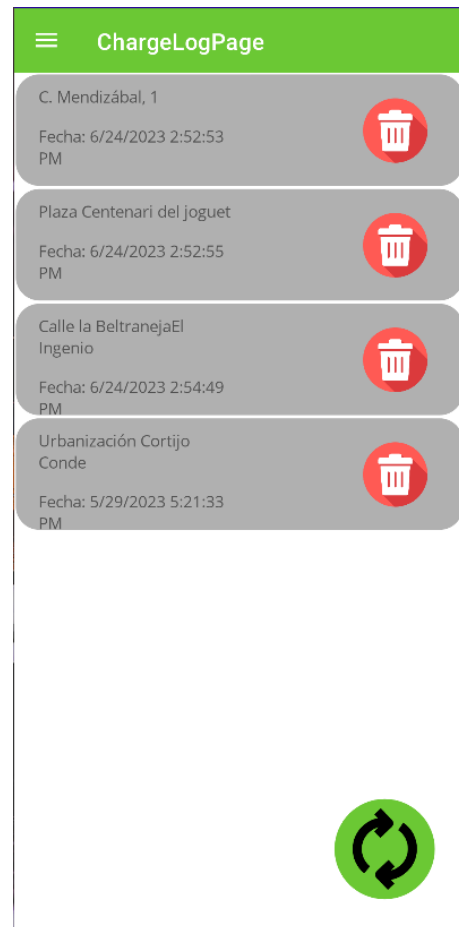 ChargeLogPage
C. Mendizábal, 1
Fecha: 6/24/2023 2:52:53
PM
Plaza Centenari del joguet
Fecha: 6/24/2023 2:52:55
PM
Calle la BeltranejaEl
Ingenio
Fecha: 6/24/2023 2:54:49
PM
Urbanización Cortijo
Conde
Fecha: 5/29/2023 5:21:33
PM